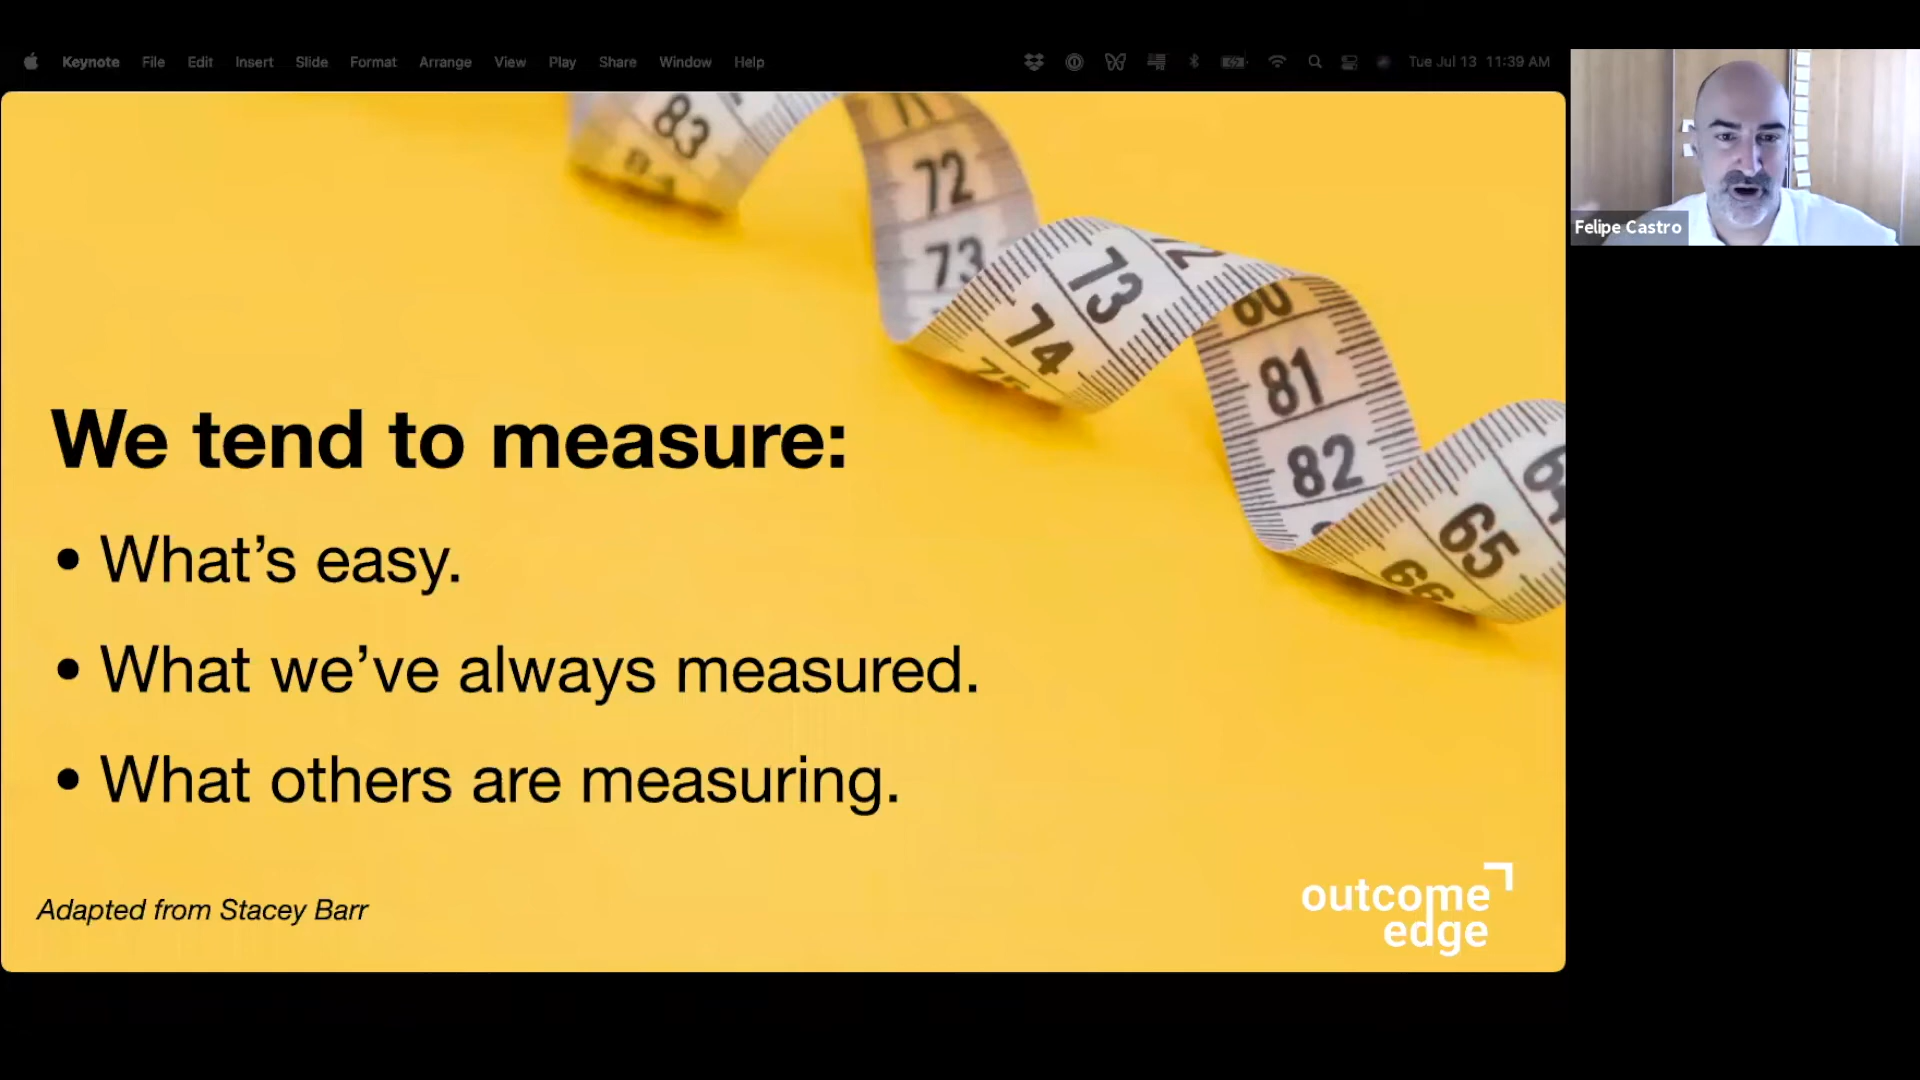 Keynote File Edit Insert Slide Format Arrange View Play Share Window Help
Tue Jul 13 11:39 AM
Felipe Castro
83
72
73
73
74
81
82
65
66
We tend to measure:
• What's easy.
• What we've always measured.
• What others are measuring.
Adapted from Stacey Barr
outcome
edge